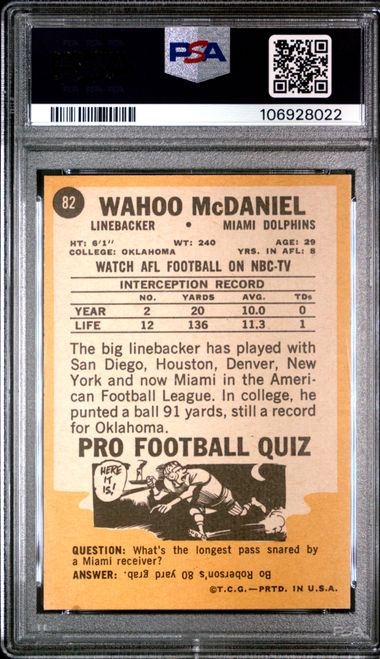 PSA
106928022
82
WAHOO McDANIEL
LINEBACKER • MIAMI DOLPHINS
HT: 6'1" WT: 240 AGE: 29
COLLEGE: OKLAHOMA YRS. IN AFL: 8
WATCH AFL FOOTBALL ON NBC-TV
INTERCEPTION RECORD
NO. YARDS AVG. TDs
YEAR 2 20 10.0 0
LIFE 12 136 11.3 1
The big linebacker has played with
San Diego, Houston, Denver, New
York and now Miami in the Ameri-
can Football League. In college, he
punted a ball 91 yards, still a record
for Oklahoma.
PRO FOOTBALL QUIZ
HERE
IT
IS!
QUESTION: What's the longest pass snared by
a Miami receiver?
ANSWER: Bo Roberson's 80 yard grab.
©T.C.G.—PRTD. IN U.S.A.
PSA